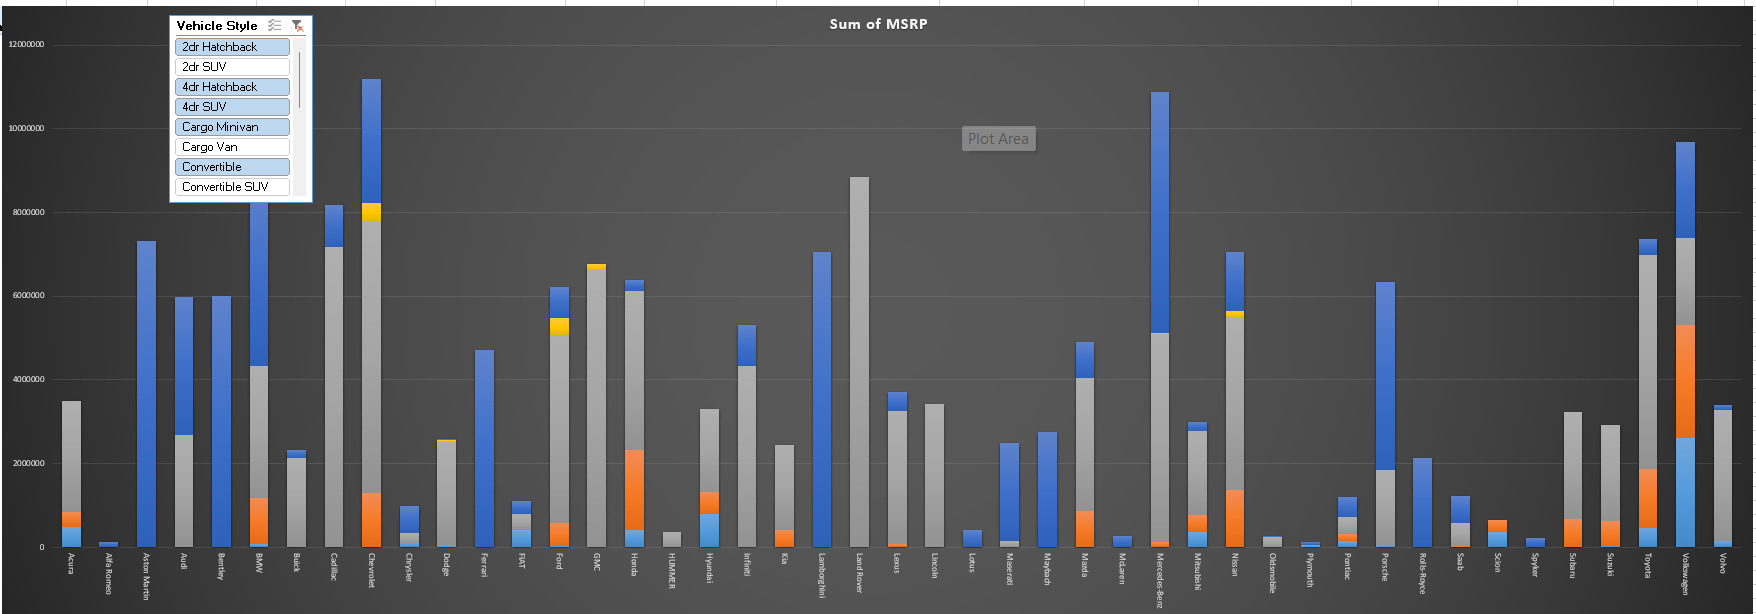 Sum of MSRP
Vehicle Style
2dr Hatchback
2dr SUV
4dr Hatchback
4dr SUV
Cargo Minivan
Cargo Van
Convertible
Convertible SUV
Plot Area
12000000
10000000
8000000
6000000
4000000
2000000
0
Acura
Alfa Romeo
Aston Martin
Audi
Bentley
BMW
Buick
Cadillac
Chevrolet
Chrysler
Dodge
Ferrari
FIAT
Ford
GMC
Honda
HUMMER
Hyundai
Infiniti
Kia
Lamborghini
Land Rover
Lexus
Lincoln
Lotus
Maserati
Maybach
Mazda
McLaren
Mercedes-Benz
Mitsubishi
Nissan
Oldsmobile
Plymouth
Pontiac
Porsche
Rolls-Royce
Saab
Scion
Spyker
Subaru
Suzuki
Toyota
Volkswagen
Volvo